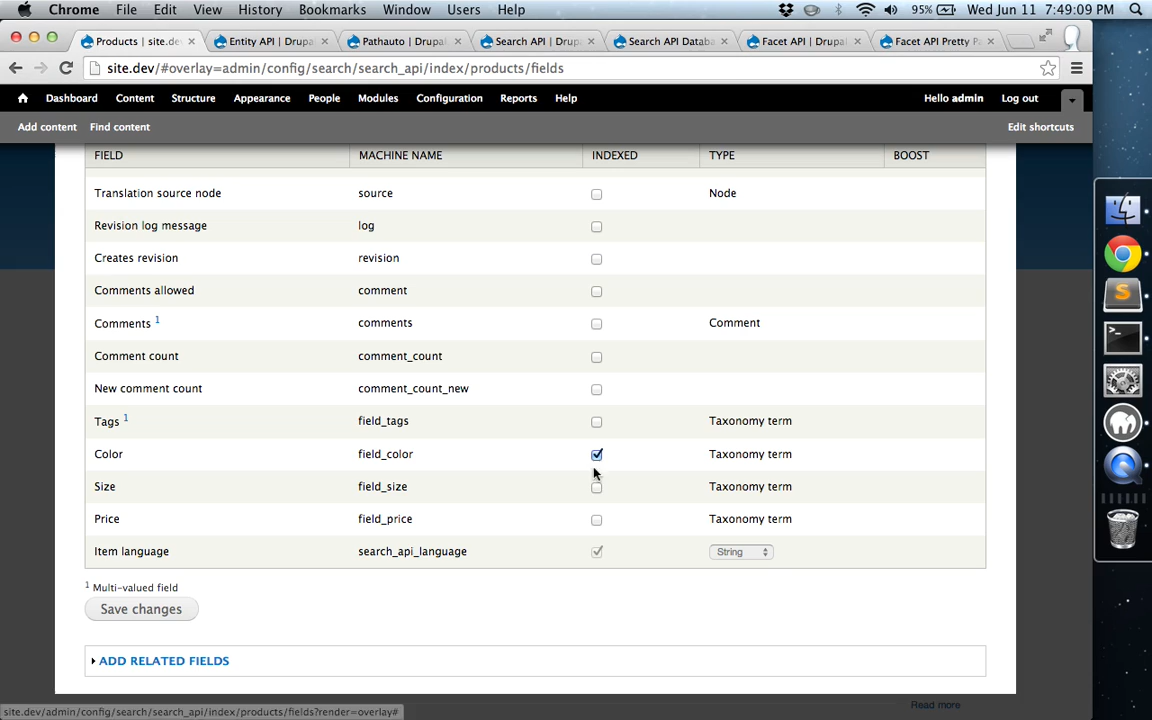 Chrome File Edit View History Bookmarks Window Users Help 95% Wed Jun 11 7:49:09 PM
Products | site.de Entity API | Drupa Pathauto | Drupal Search API | Drup Search API Databa Facet API | Drupal Facet API Pretty P
site.dev/#overlay=admin/config/search/search_api/index/products/fields
Dashboard Content Structure Appearance People Modules Configuration Reports Help Hello admin Log out
Add content Find content Edit shortcuts
FIELD MACHINE NAME INDEXED TYPE BOOST
Translation source node source Node
Revision log message log
Creates revision revision
Comments allowed comment
Comments 1 comments Comment
Comment count comment_count
New comment count comment_count_new
Tags 1 field_tags Taxonomy term
Color field_color Taxonomy term
Size field_size Taxonomy term
Price field_price Taxonomy term
Item language search_api_language String
1 Multi-valued field
Save changes
ADD RELATED FIELDS
Read more
site.dev/admin/config/search/search_api/index/products/fields?render=overlay#